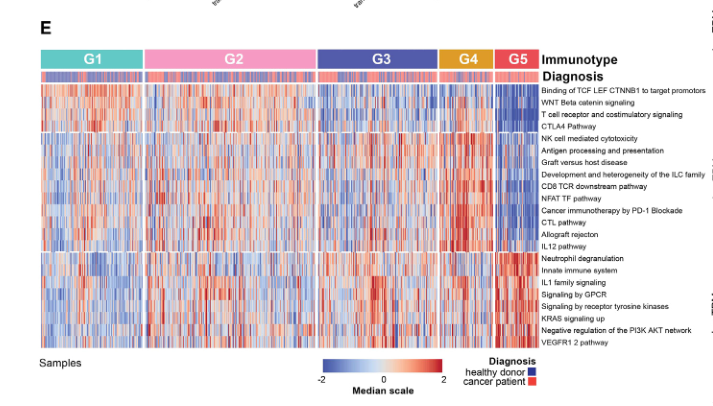 E
G1 G2 G3 G4 G5 Immunotype
Diagnosis
Binding of TCF LEF CTNNB1 to target promotors
WNT Beta catenin signaling
T cell receptor and costimulatory signaling
CTLA4 Pathway
NK cell mediated cytotoxicity
Antigen processing and presentation
Graft versus host disease
Development and heterogeneity of the ILC family
CD8 TCR downstream pathway
NFAT TF pathway
Cancer immunotherapy by PD-1 Blockade
CTL pathway
Allograft rejecton
IL12 pathway
Neutrophil degranulation
Innate immune system
IL1 family signaling
Signaling by GPCR
Signaling by receptor tyrosine kinases
KRAS signaling up
Negative regulation of the PI3K AKT network
VEGFR1 2 pathway
Samples
-2 0 2
Median scale
Diagnosis
healthy donor
cancer patient